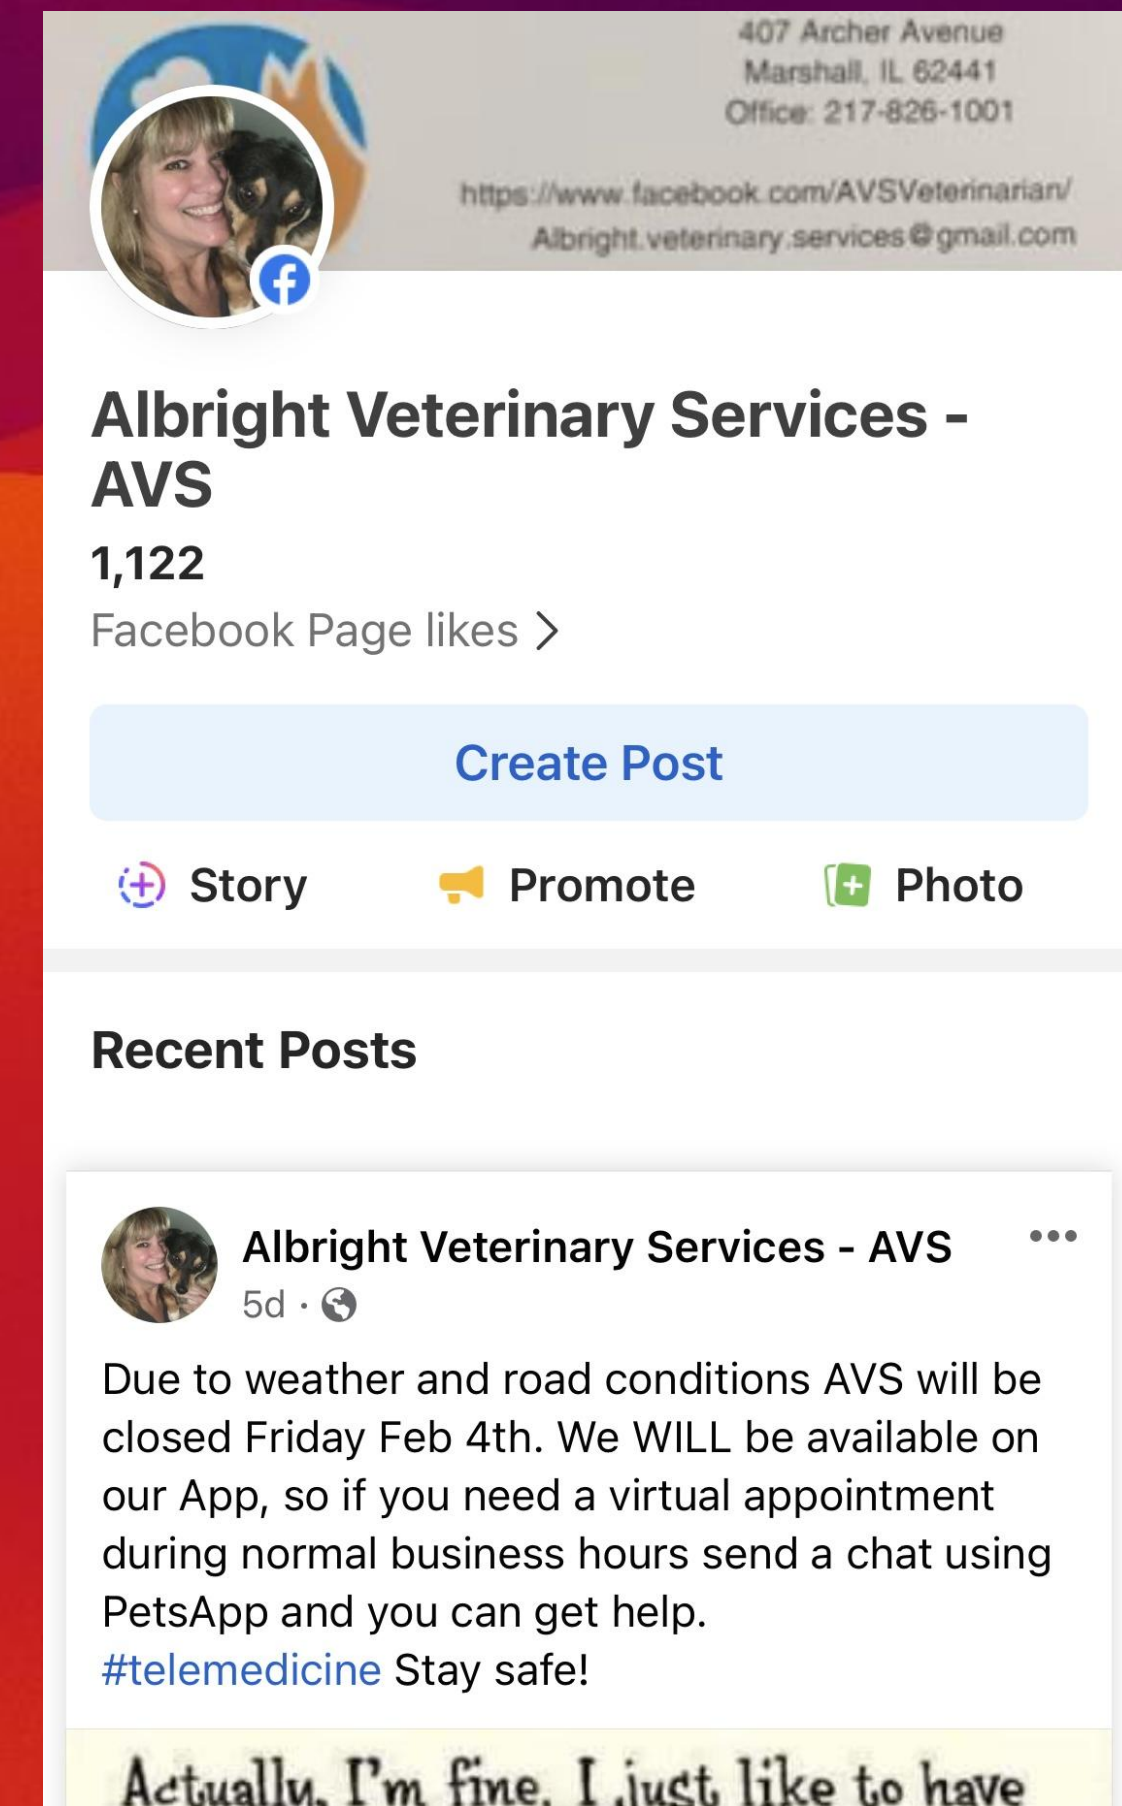 407 Archer Avenue
Marshall, IL 62441
Office: 217-826-1001
https://www.facebook.com/AVSVeterinarian/
Albright.veterinary.services@gmail.com
Albright Veterinary Services -
AVS
1,122
Facebook Page likes >
Create Post
Story
Promote
Photo
Recent Posts
Albright Veterinary Services - AVS
5d ·
Due to weather and road conditions AVS will be
closed Friday Feb 4th. We WILL be available on
our App, so if you need a virtual appointment
during normal business hours send a chat using
PetsApp and you can get help.
#telemedicine Stay safe!
Actually, I'm fine. I just like to have